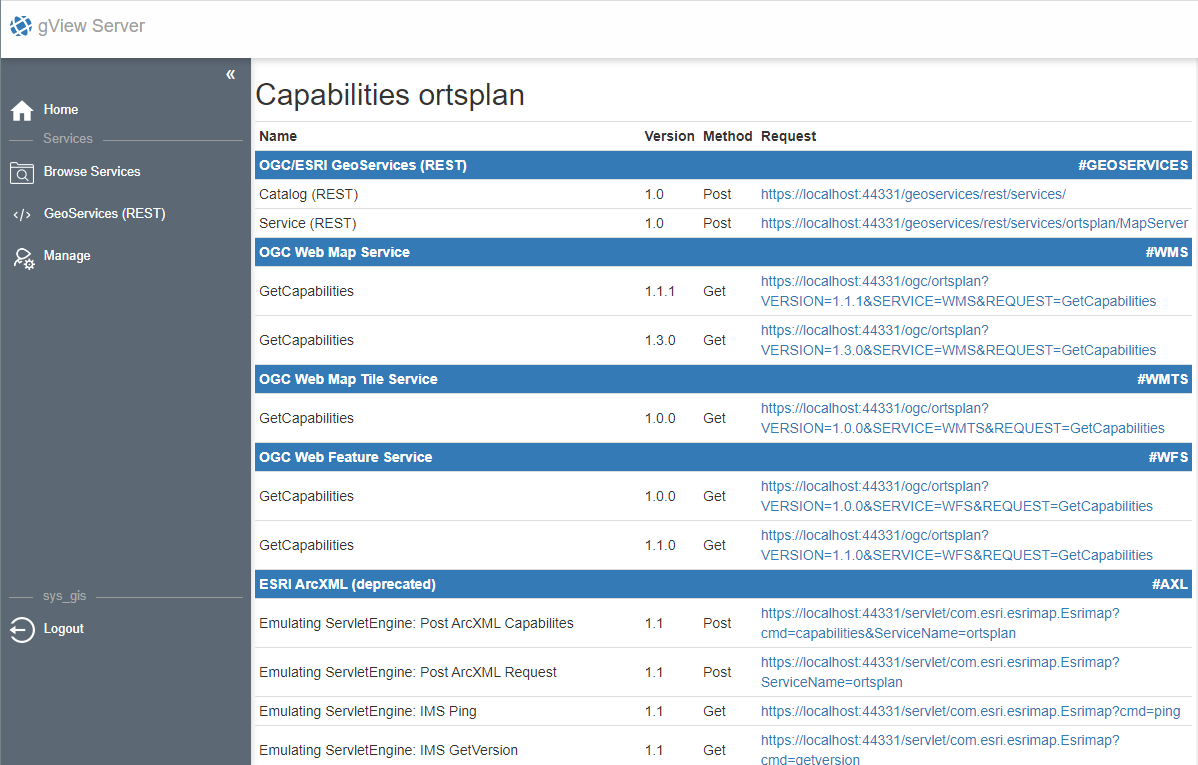 gView Server
«
Home
Services
Browse Services
GeoServices (REST)
Manage
sys_gis
Logout
Capabilities ortsplan
Name Version Method Request
OGC/ESRI GeoServices (REST) #GEOSERVICES
Catalog (REST) 1.0 Post https://localhost:44331/geoservices/rest/services/
Service (REST) 1.0 Post https://localhost:44331/geoservices/rest/services/ortsplan/MapServer
OGC Web Map Service #WMS
GetCapabilities 1.1.1 Get https://localhost:44331/ogc/ortsplan?
VERSION=1.1.1&SERVICE=WMS&REQUEST=GetCapabilities
GetCapabilities 1.3.0 Get https://localhost:44331/ogc/ortsplan?
VERSION=1.3.0&SERVICE=WMS&REQUEST=GetCapabilities
OGC Web Map Tile Service #WMTS
GetCapabilities 1.0.0 Get https://localhost:44331/ogc/ortsplan?
VERSION=1.0.0&SERVICE=WMTS&REQUEST=GetCapabilities
OGC Web Feature Service #WFS
GetCapabilities 1.0.0 Get https://localhost:44331/ogc/ortsplan?
VERSION=1.0.0&SERVICE=WFS&REQUEST=GetCapabilities
GetCapabilities 1.1.0 Get https://localhost:44331/ogc/ortsplan?
VERSION=1.1.0&SERVICE=WFS&REQUEST=GetCapabilities
ESRI ArcXML (deprecated) #AXL
Emulating ServletEngine: Post ArcXML Capabilites 1.1 Post https://localhost:44331/servlet/com.esri.esrimap.Esrimap?
cmd=capabilities&ServiceName=ortsplan
Emulating ServletEngine: Post ArcXML Request 1.1 Post https://localhost:44331/servlet/com.esri.esrimap.Esrimap?
ServiceName=ortsplan
Emulating ServletEngine: IMS Ping 1.1 Get https://localhost:44331/servlet/com.esri.esrimap.Esrimap?cmd=ping
Emulating ServletEngine: IMS GetVersion 1.1 Get https://localhost:44331/servlet/com.esri.esrimap.Esrimap?
cmd=getversion